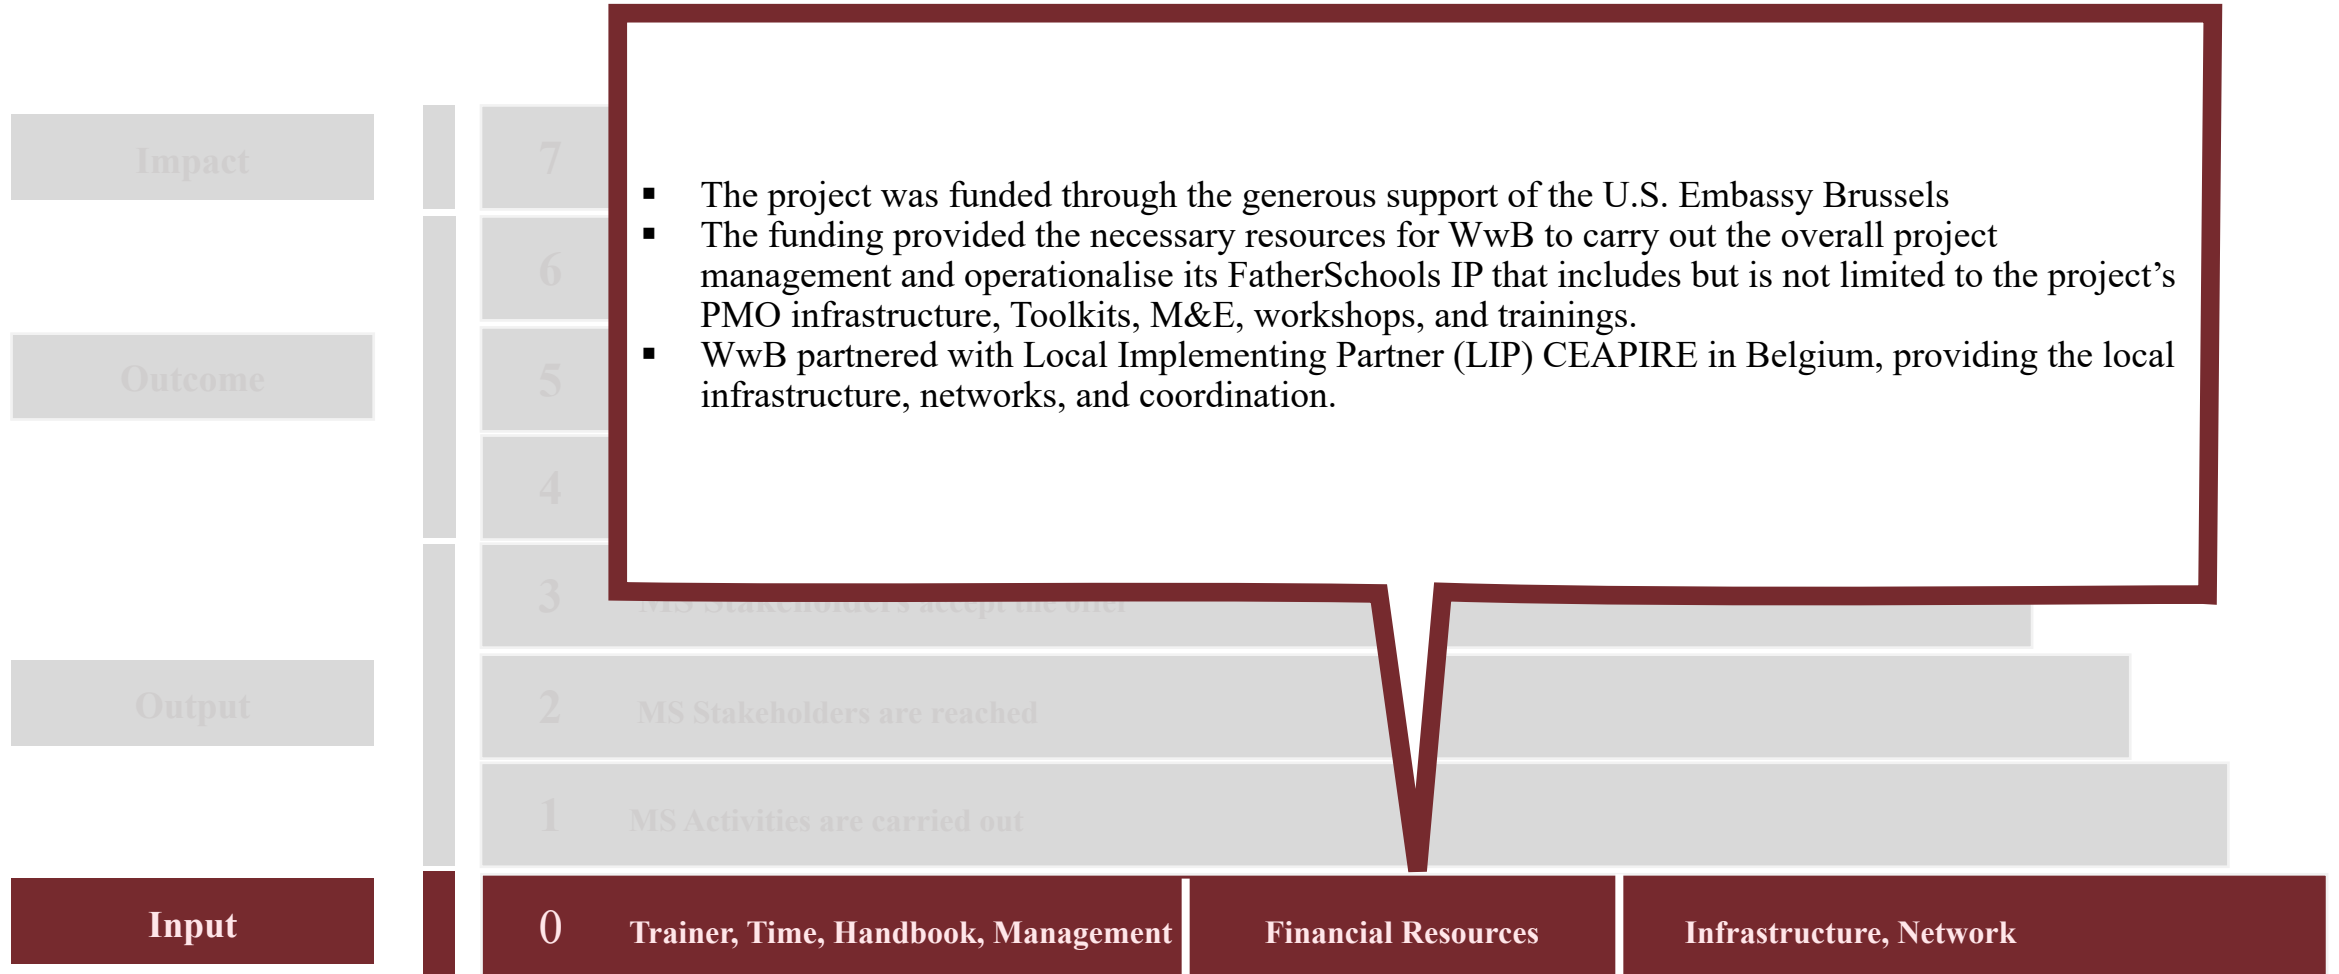 ▪ The project was funded through the generous support of the U.S. Embassy Brussels
▪ The funding provided the necessary resources for WwB to carry out the overall project
management and operationalise its FatherSchools IP that includes but is not limited to the project’s
PMO infrastructure, Toolkits, M&E, workshops, and trainings.
▪ WwB partnered with Local Implementing Partner (LIP) CEAPIRE in Belgium, providing the local
infrastructure, networks, and coordination.
Impact
7
6
Outcome
5
4
3 MS Stakeholders accept the offer
Output
2 MS Stakeholders are reached
1 MS Activities are carried out
Input
0 Trainer, Time, Handbook, Management Financial Resources Infrastructure, Network